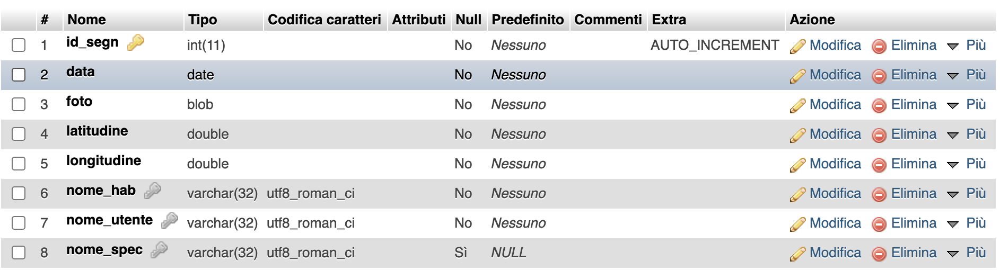 # Nome Tipo Codifica caratteri Attributi Null Predefinito Commenti Extra Azione
1 id_segn int(11) No Nessuno AUTO_INCREMENT Modifica Elimina Più
2 data date No Nessuno Modifica Elimina Più
3 foto blob No Nessuno Modifica Elimina Più
4 latitudine double No Nessuno Modifica Elimina Più
5 longitudine double No Nessuno Modifica Elimina Più
6 nome_hab varchar(32) utf8_roman_ci No Nessuno Modifica Elimina Più
7 nome_utente varchar(32) utf8_roman_ci No Nessuno Modifica Elimina Più
8 nome_spec varchar(32) utf8_roman_ci Sì NULL Modifica Elimina Più